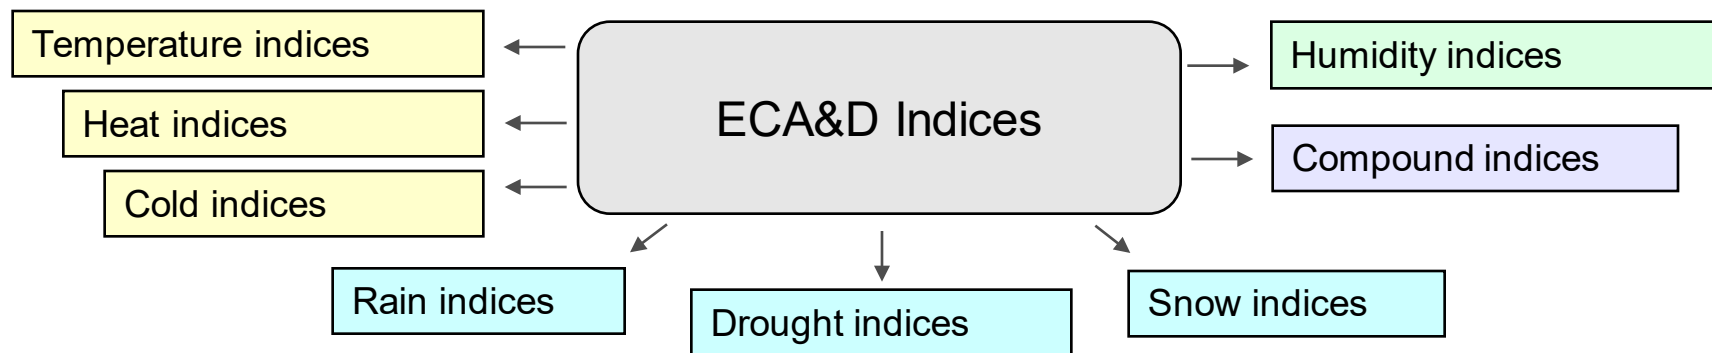 Temperature indices
Heat indices
Cold indices
ECA&D Indices
Humidity indices
Compound indices
Rain indices
Drought indices
Snow indices